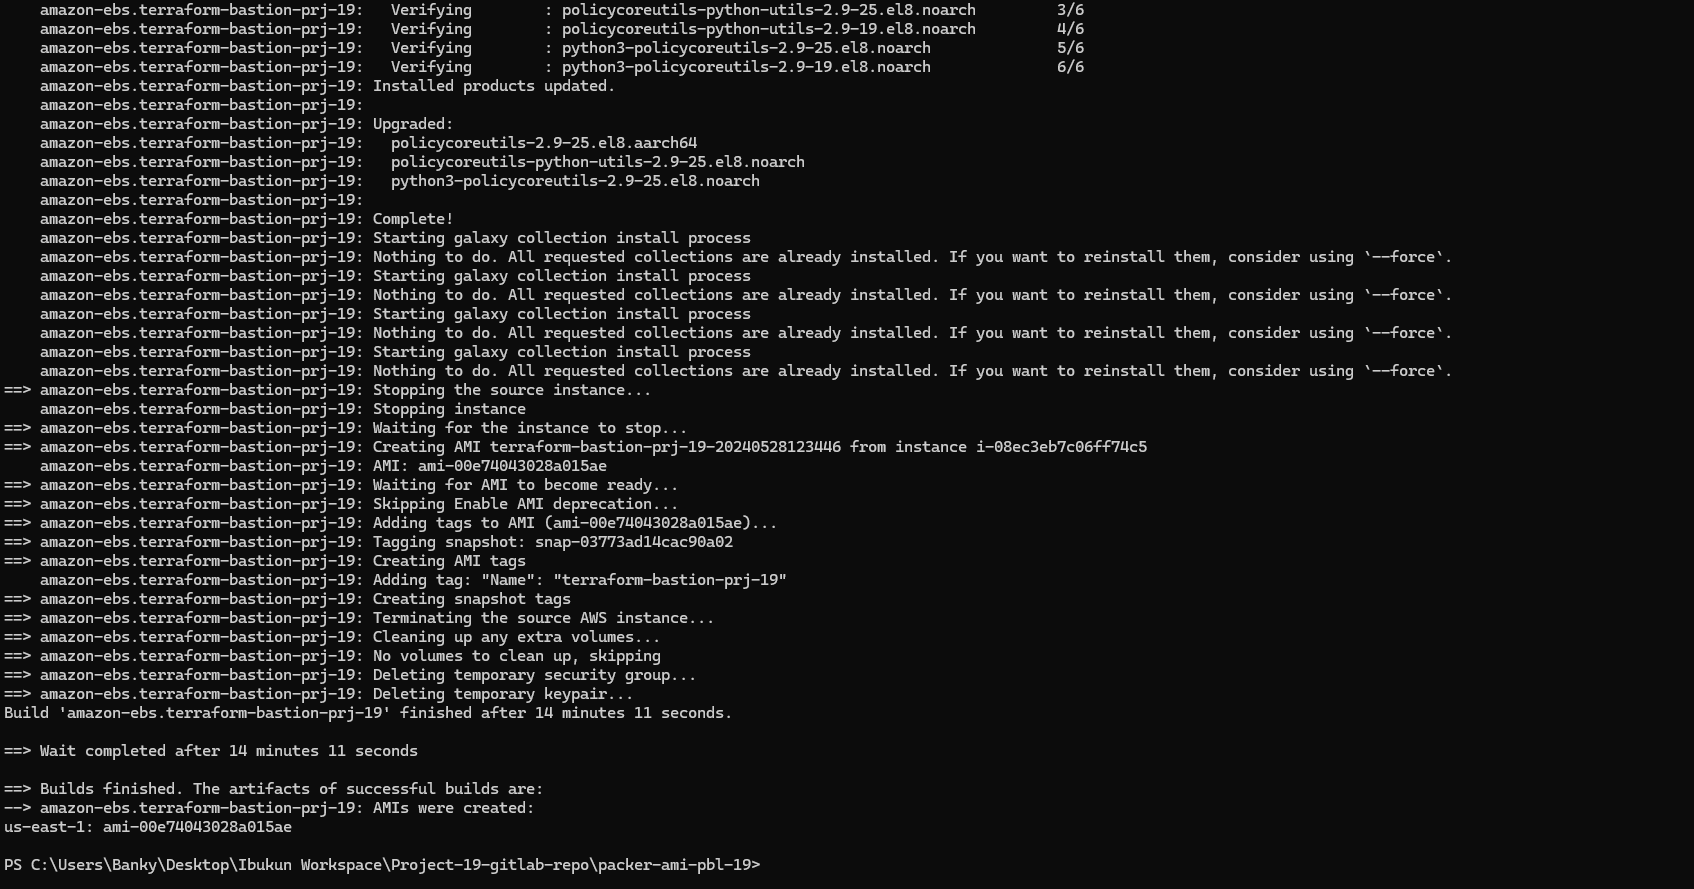 amazon-ebs.terraform-bastion-prj-19:   Verifying        : policycoreutils-python-utils-2.9-25.el8.noarch         3/6
amazon-ebs.terraform-bastion-prj-19:   Verifying        : policycoreutils-python-utils-2.9-19.el8.noarch         4/6
amazon-ebs.terraform-bastion-prj-19:   Verifying        : python3-policycoreutils-2.9-25.el8.noarch              5/6
amazon-ebs.terraform-bastion-prj-19:   Verifying        : python3-policycoreutils-2.9-19.el8.noarch              6/6
amazon-ebs.terraform-bastion-prj-19: Installed products updated.
amazon-ebs.terraform-bastion-prj-19:
amazon-ebs.terraform-bastion-prj-19: Upgraded:
amazon-ebs.terraform-bastion-prj-19:   policycoreutils-2.9-25.el8.aarch64
amazon-ebs.terraform-bastion-prj-19:   policycoreutils-python-utils-2.9-25.el8.noarch
amazon-ebs.terraform-bastion-prj-19:   python3-policycoreutils-2.9-25.el8.noarch
amazon-ebs.terraform-bastion-prj-19:
amazon-ebs.terraform-bastion-prj-19: Complete!
amazon-ebs.terraform-bastion-prj-19: Starting galaxy collection install process
amazon-ebs.terraform-bastion-prj-19: Nothing to do. All requested collections are already installed. If you want to reinstall them, consider using `--force`.
amazon-ebs.terraform-bastion-prj-19: Starting galaxy collection install process
amazon-ebs.terraform-bastion-prj-19: Nothing to do. All requested collections are already installed. If you want to reinstall them, consider using `--force`.
amazon-ebs.terraform-bastion-prj-19: Starting galaxy collection install process
amazon-ebs.terraform-bastion-prj-19: Nothing to do. All requested collections are already installed. If you want to reinstall them, consider using `--force`.
amazon-ebs.terraform-bastion-prj-19: Starting galaxy collection install process
amazon-ebs.terraform-bastion-prj-19: Nothing to do. All requested collections are already installed. If you want to reinstall them, consider using `--force`.
==> amazon-ebs.terraform-bastion-prj-19: Stopping the source instance...
amazon-ebs.terraform-bastion-prj-19: Stopping instance
==> amazon-ebs.terraform-bastion-prj-19: Waiting for the instance to stop...
==> amazon-ebs.terraform-bastion-prj-19: Creating AMI terraform-bastion-prj-19-20240528123446 from instance i-08ec3eb7c06ff74c5
amazon-ebs.terraform-bastion-prj-19: AMI: ami-00e74043028a015ae
==> amazon-ebs.terraform-bastion-prj-19: Waiting for AMI to become ready...
==> amazon-ebs.terraform-bastion-prj-19: Skipping Enable AMI deprecation...
==> amazon-ebs.terraform-bastion-prj-19: Adding tags to AMI (ami-00e74043028a015ae)...
==> amazon-ebs.terraform-bastion-prj-19: Tagging snapshot: snap-03773ad14cac90a02
==> amazon-ebs.terraform-bastion-prj-19: Creating AMI tags
amazon-ebs.terraform-bastion-prj-19: Adding tag: "Name": "terraform-bastion-prj-19"
==> amazon-ebs.terraform-bastion-prj-19: Creating snapshot tags
==> amazon-ebs.terraform-bastion-prj-19: Terminating the source AWS instance...
==> amazon-ebs.terraform-bastion-prj-19: Cleaning up any extra volumes...
==> amazon-ebs.terraform-bastion-prj-19: No volumes to clean up, skipping
==> amazon-ebs.terraform-bastion-prj-19: Deleting temporary security group...
==> amazon-ebs.terraform-bastion-prj-19: Deleting temporary keypair...
Build 'amazon-ebs.terraform-bastion-prj-19' finished after 14 minutes 11 seconds.
==> Wait completed after 14 minutes 11 seconds
==> Builds finished. The artifacts of successful builds are:
--> amazon-ebs.terraform-bastion-prj-19: AMIs were created:
us-east-1: ami-00e74043028a015ae
PS C:\Users\Banky\Desktop\Ibukun Workspace\Project-19-gitlab-repo\packer-ami-pbl-19>